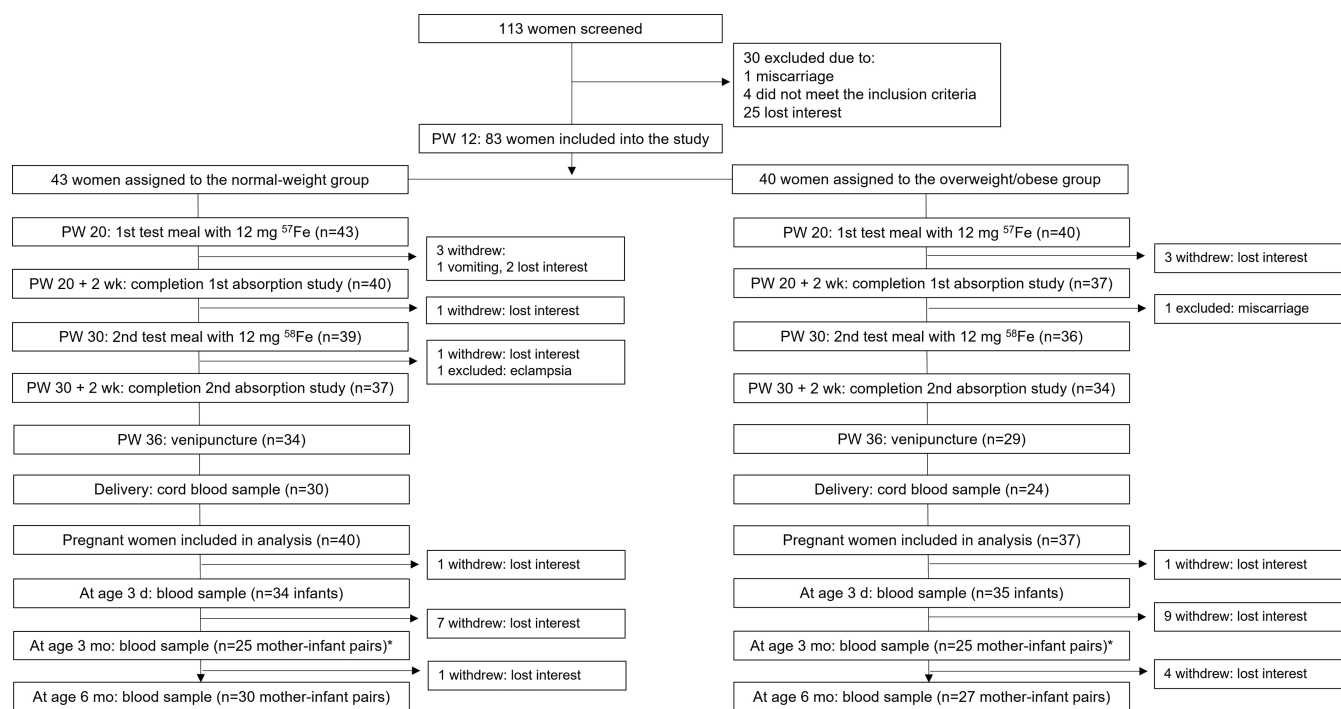 113 women screened
30 excluded due to:
1 miscarriage
4 did not meet the inclusion criteria
25 lost interest
PW 12: 83 women included into the study
43 women assigned to the normal-weight group
40 women assigned to the overweight/obese group
PW 20: 1st test meal with 12 mg ⁵⁷Fe (n=43)
3 withdrew:
1 vomiting, 2 lost interest
PW 20 + 2 wk: completion 1st absorption study (n=40)
1 withdrew: lost interest
PW 30: 2nd test meal with 12 mg ⁵⁸Fe (n=39)
1 withdrew: lost interest
1 excluded: eclampsia
PW 30 + 2 wk: completion 2nd absorption study (n=37)
PW 36: venipuncture (n=34)
Delivery: cord blood sample (n=30)
Pregnant women included in analysis (n=40)
1 withdrew: lost interest
At age 3 d: blood sample (n=34 infants)
7 withdrew: lost interest
At age 3 mo: blood sample (n=25 mother-infant pairs)*
1 withdrew: lost interest
At age 6 mo: blood sample (n=30 mother-infant pairs)
PW 20: 1st test meal with 12 mg ⁵⁷Fe (n=40)
3 withdrew: lost interest
PW 20 + 2 wk: completion 1st absorption study (n=37)
1 excluded: miscarriage
PW 30: 2nd test meal with 12 mg ⁵⁸Fe (n=36)
PW 30 + 2 wk: completion 2nd absorption study (n=34)
PW 36: venipuncture (n=29)
Delivery: cord blood sample (n=24)
Pregnant women included in analysis (n=37)
1 withdrew: lost interest
At age 3 d: blood sample (n=35 infants)
9 withdrew: lost interest
At age 3 mo: blood sample (n=25 mother-infant pairs)*
4 withdrew: lost interest
At age 6 mo: blood sample (n=27 mother-infant pairs)